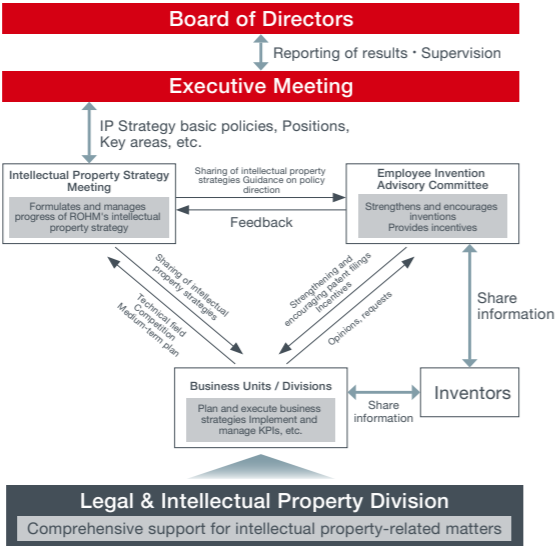 Board of Directors
Reporting of results・Supervision
Executive Meeting
IP Strategy basic policies, Positions,
Key areas, etc.
Intellectual Property Strategy
Meeting
Formulates and manages
progress of ROHM's intellectual
property strategy
Sharing of intellectual property
strategies Guidance on policy
direction
Feedback
Employee Invention
Advisory Committee
Strengthens and encourages
inventions
Provides incentives
Sharing of intellectual
property strategies
Technical field
Competition
Medium-term plan
Strengthening and
encouraging patent filings
Incentives
Opinions, requests
Share
information
Business Units / Divisions
Plan and execute business
strategies Implement and
manage KPIs, etc.
Share
information
Inventors
Legal & Intellectual Property Division
Comprehensive support for intellectual property-related matters